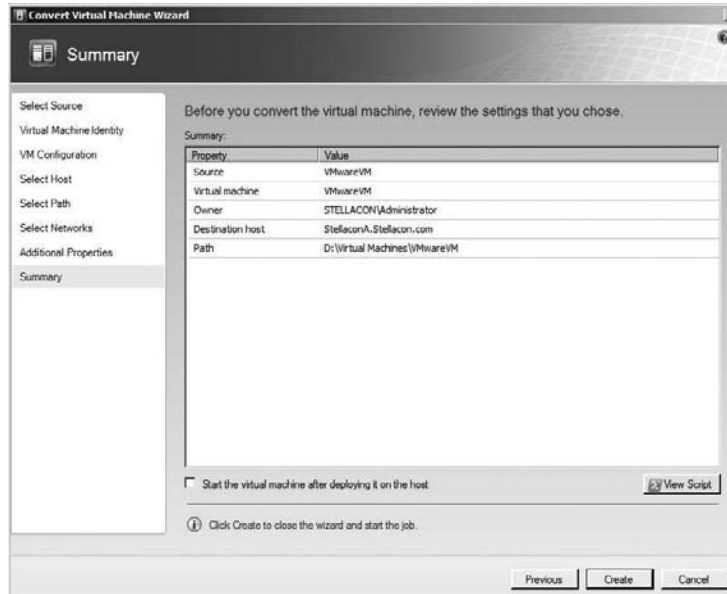 Convert Virtual Machine Wizard
Summary
Select Source
Virtual Machine Identity
VM Configuration
Select Host
Select Path
Select Networks
Additional Properties
Summary
Before you convert the virtual machine, review the settings that you chose.
Summary:
Property Value
Source VMwareVM
Virtual machine VMwareVM
Owner STELLACON\Administrator
Destination host StellaconA.Stellacon.com
Path D:\Virtual Machines\VMwareVM
Start the virtual machine after deploying it on the host
View Script
Click Create to close the wizard and start the job.
Previous Create Cancel